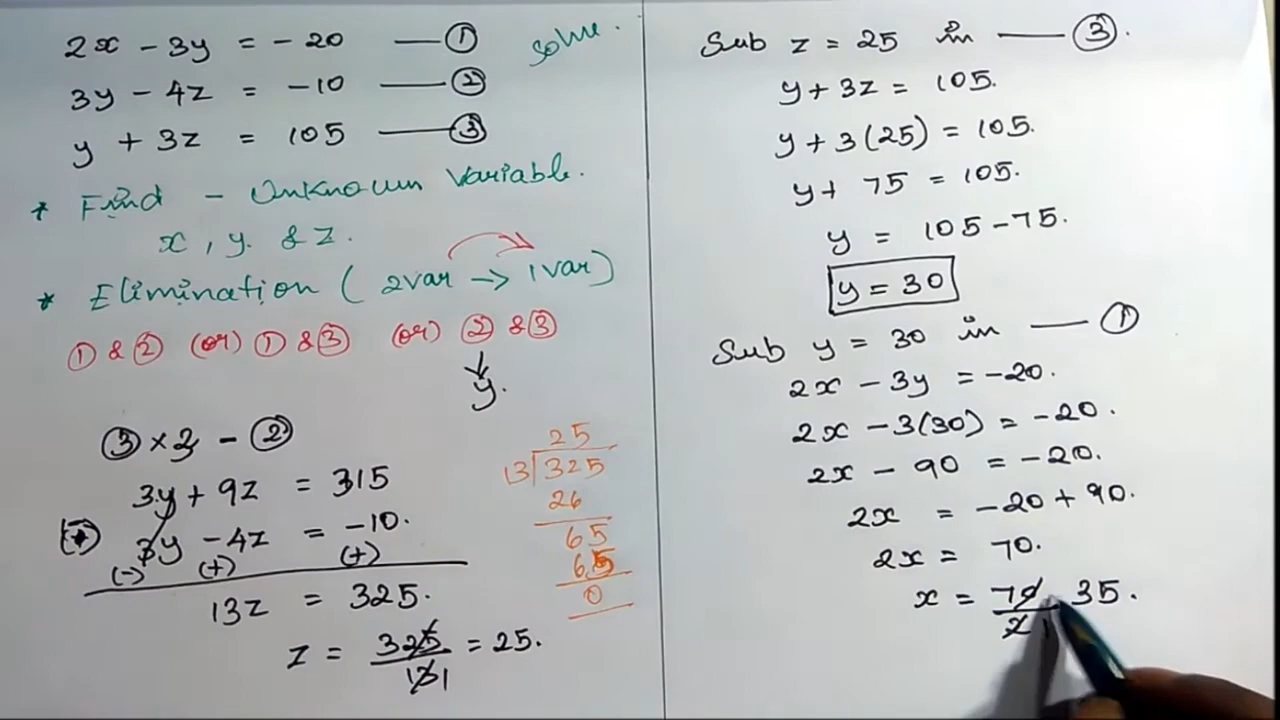 2x - 3y = -20 — ① solve.
3y - 4z = -10 — ②
y + 3z = 105 — ③
* Find - Unknown Variable.
x, y. & z.
* Elimination ( 2var → 1var)
① & ② (or) ① & ③ (or) ② & ③
↓
y.
③ × 3 - ②
3y + 9z = 315
3y - 4z = -10.
(-) (+) (+)
13z = 325.
z = 325/13 1 = 25.
25
13 325
26
65
65
0
Sub z = 25 in — ③.
y + 3z = 105.
y + 3(25) = 105.
y + 75 = 105.
y = 105 - 75.
y = 30
Sub y = 30 in — ①
2x - 3y = -20.
2x - 3(30) = -20.
2x - 90 = -20.
2x = -20 + 90.
2x = 70.
x = 70/2 1 35.